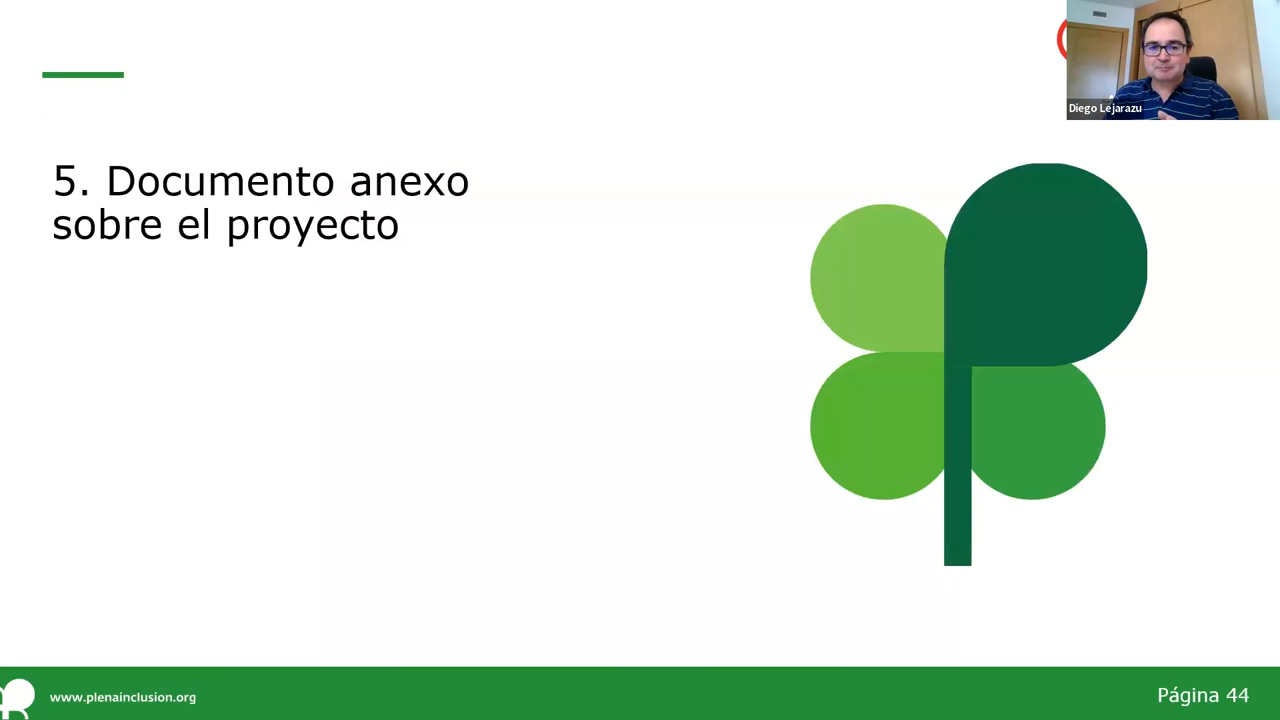 Diego Lejarazu
5. Documento anexo
sobre el proyecto
www.plenainclusion.org
Página 44